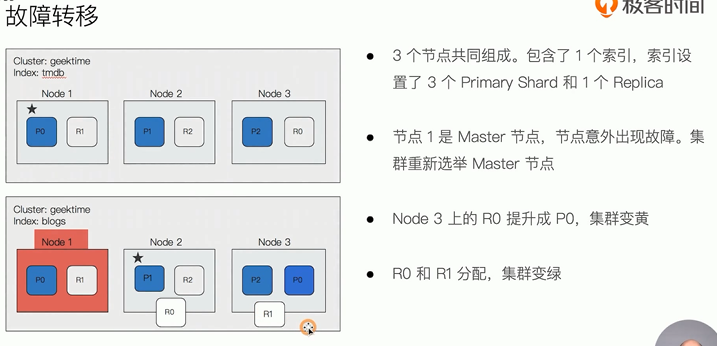 故障转移
极客时间
Cluster: geektime
Index: tmdb
Node 1 Node 2 Node 3
P0 R1 P1 R2 P2 R0
Cluster: geektime
Index: blogs
Node 1 Node 2 Node 3
P0 R1 P1 R2 P2 P0
R0 R1
● 3 个节点共同组成。包含了 1 个索引，索引设
置了 3 个 Primary Shard 和 1 个 Replica
● 节点 1 是 Master 节点，节点意外出现故障。集
群重新选举 Master 节点
● Node 3 上的 R0 提升成 P0，集群变黄
● R0 和 R1 分配，集群变绿